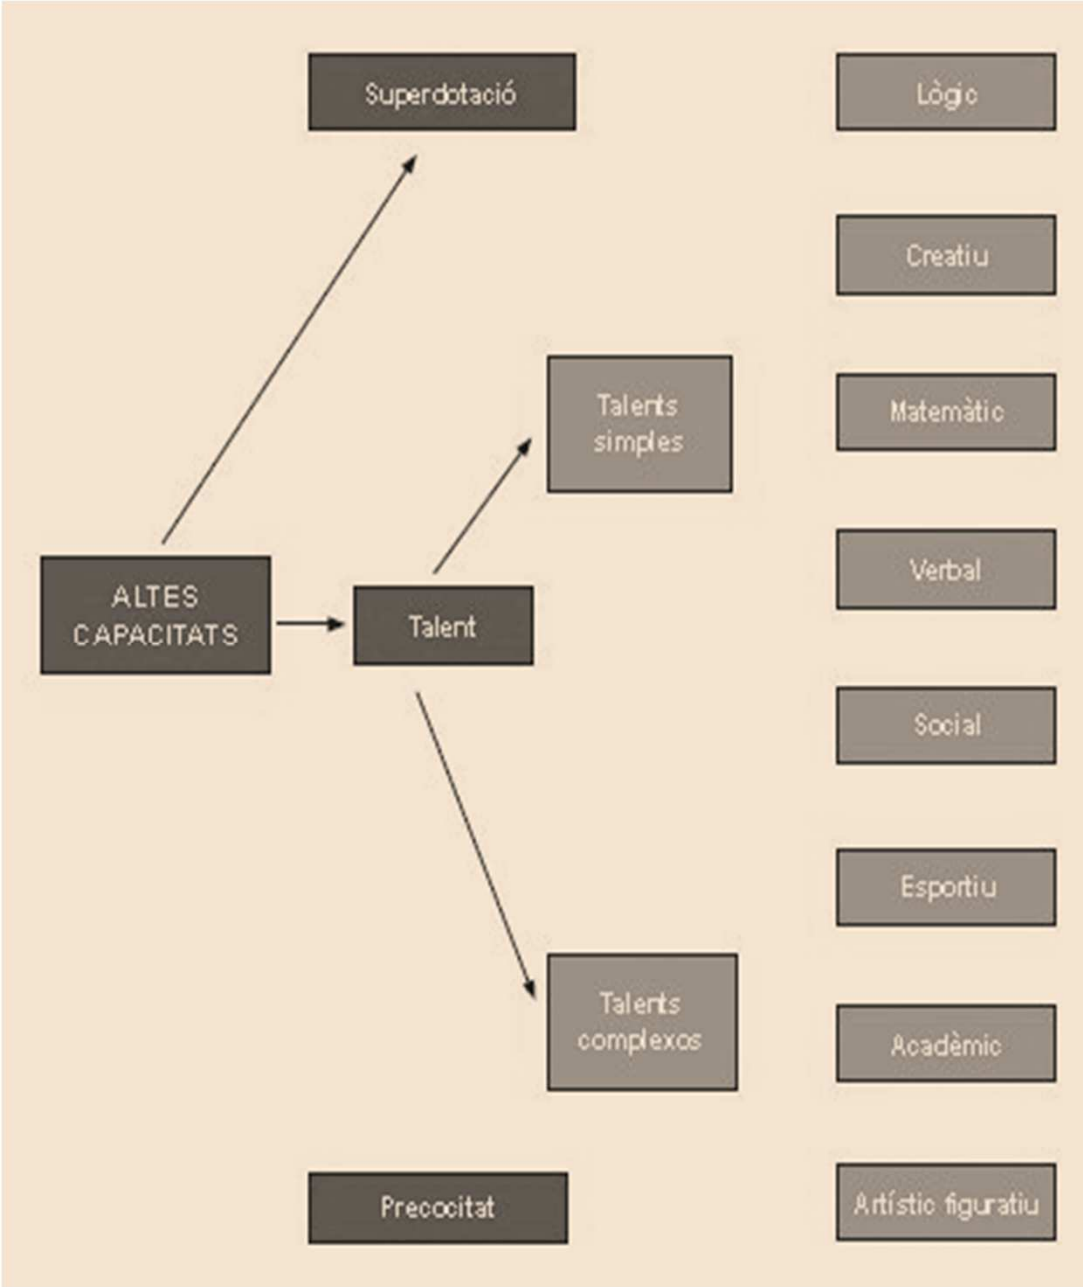 Superdotació
Lògic
Creatiu
Talents
simples
Matemàtic
ALTES
CAPACITATS
Talent
Verbal
Social
Esportiu
Talents
complexos
Acadèmic
Precocitat
Artístic figuratiu